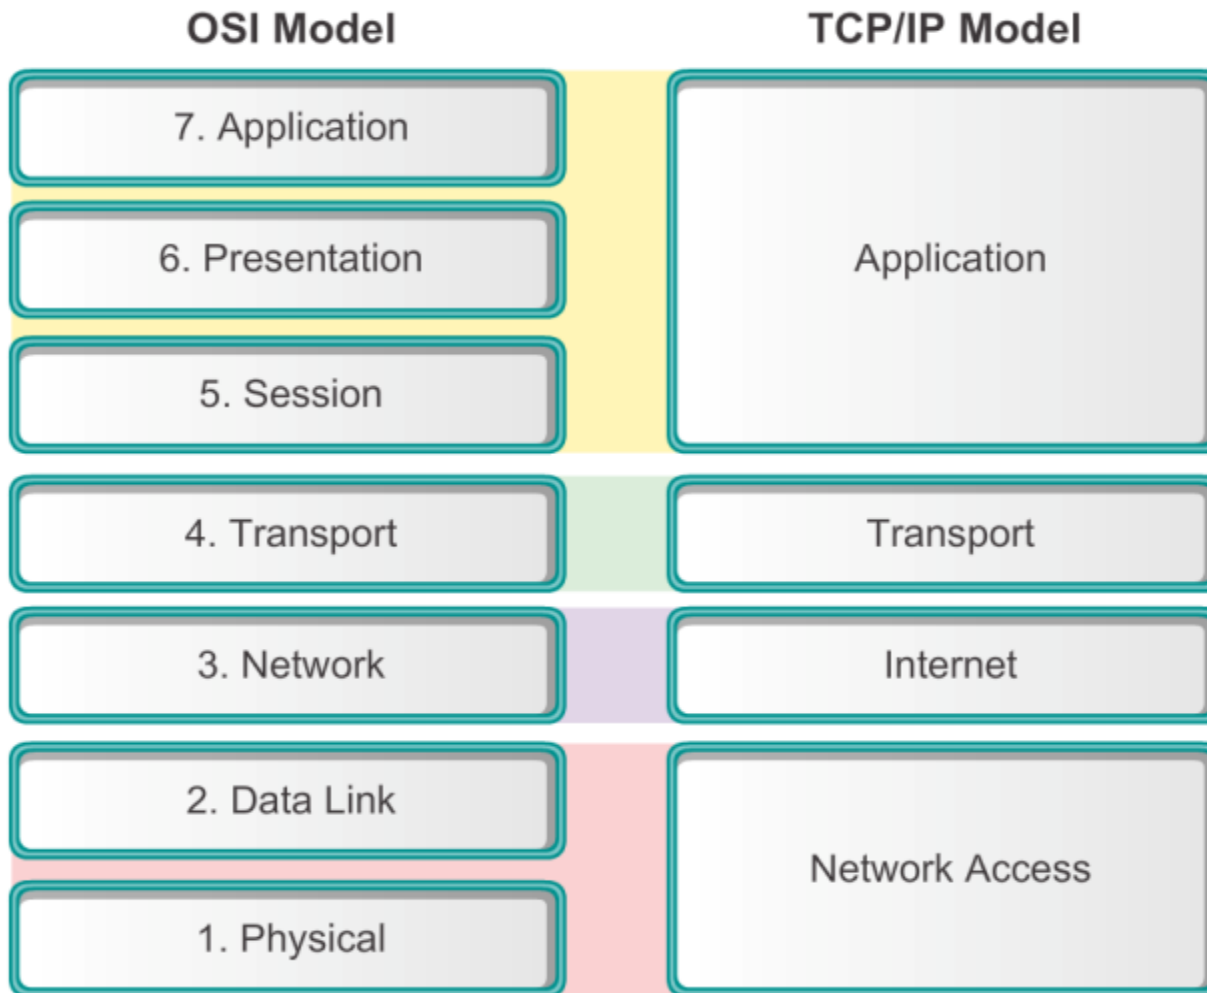 OSI Model
TCP/IP Model
7. Application
6. Presentation
5. Session
Application
4. Transport
Transport
3. Network
Internet
2. Data Link
1. Physical
Network Access